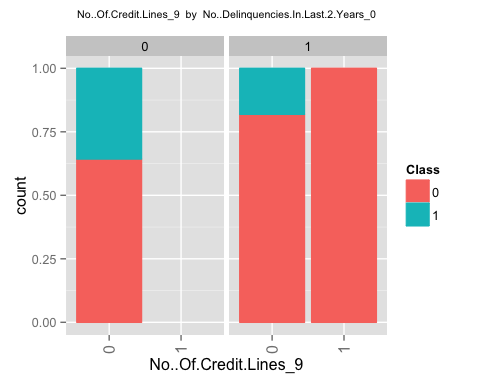 No..Of.Credit.Lines_9 by No..Delinquencies.In.Last.2.Years_0
0 1
1.00
0.75
0.50
0.25
0.00
count
0 1 0 1
No..Of.Credit.Lines_9
Class
0
1